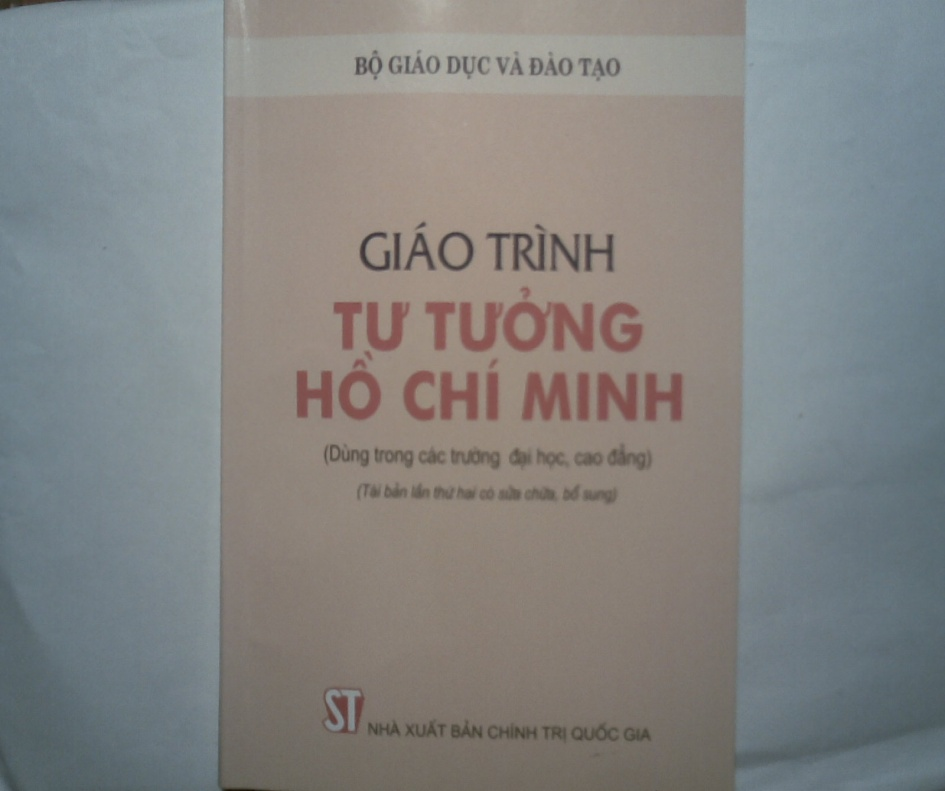 BỘ GIÁO DỤC VÀ ĐÀO TẠO
GIÁO TRÌNH
TƯ TƯỞNG
HỒ CHÍ MINH
(Dùng trong các trường đại học, cao đẳng)
(Tái bản lần thứ hai có sửa chữa, bổ sung)
ST NHÀ XUẤT BẢN CHÍNH TRỊ QUỐC GIA